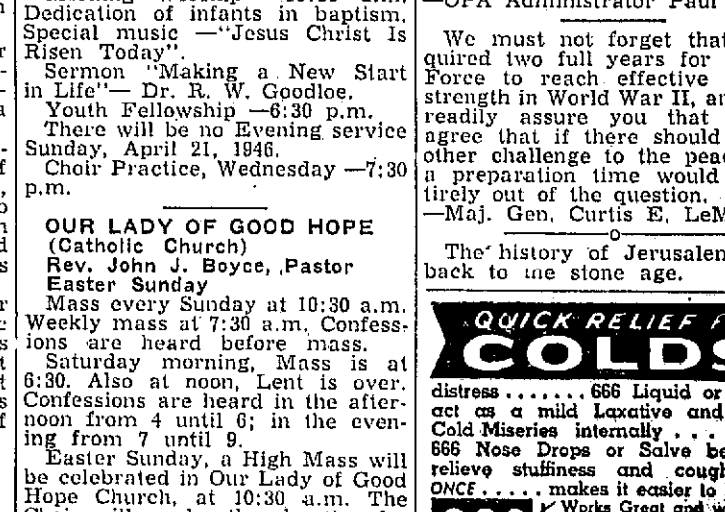 Dedication of infants in baptism.
Special music —"Jesus Christ Is
Risen Today".
Sermon "Making a New Start
in Life"— Dr. R. W. Goodloe.
Youth Fellowship —6:30 p.m.
There will be no Evening service
Sunday, April 21, 1946.
Choir Practice, Wednesday —7:30
p.m.
OUR LADY OF GOOD HOPE
(Catholic Church)
Rev. John J. Boyce, Pastor
Easter Sunday
Mass every Sunday at 10:30 a.m.
Weekly mass at 7:30 a.m. Confess-
ions are heard before mass.
Saturday morning, Mass is at
6:30. Also at noon, Lent is over.
Confessions are heard in the after-
noon from 4 until 6; in the even-
ing from 7 until 9.
Easter Sunday, a High Mass will
be celebrated in Our Lady of Good
Hope Church, at 10:30 a.m. The
—OPA Administrator Paul
We must not forget that
quired two full years for
Force to reach effective
strength in World War II, an
readily assure you that
agree that if there should
other challenge to the peac
a preparation time would
tirely out of the question.
—Maj. Gen. Curtis E. LeM
The history of Jerusalem
back to the stone age.
QUICK RELIEF F
COLDS
distress....... 666 Liquid or
act as a mild Laxative and
Cold Miseries internally . . .
666 Nose Drops or Salve be
relieve stuffiness and cough
ONCE..... makes it easier to
Works Great and